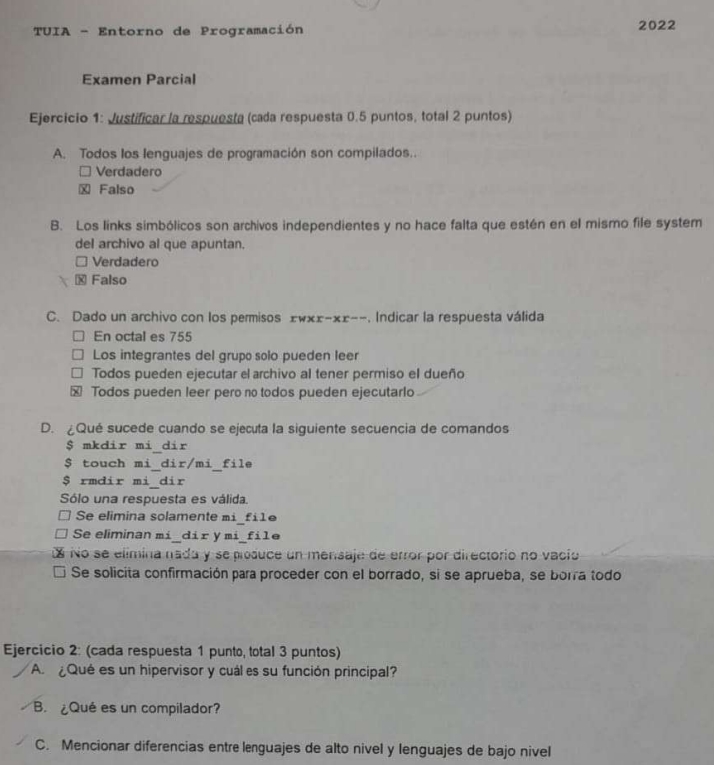 TUIA - Entorno de Programación 2022
Examen Parcial
Ejercicio 1: Justificar la respuesta (cada respuesta 0.5 puntos, total 2 puntos)
A. Todos los lenguajes de programación son compilados..
☐ Verdadero
☒ Falso
B. Los links simbólicos son archivos independientes y no hace falta que estén en el mismo file system
del archivo al que apuntan.
☐ Verdadero
☒ Falso
C. Dado un archivo con los permisos rwxr-xr--. Indicar la respuesta válida
☐ En octal es 755
☐ Los integrantes del grupo solo pueden leer
☐ Todos pueden ejecutar el archivo al tener permiso el dueño
☒ Todos pueden leer pero no todos pueden ejecutarlo
D. ¿Qué sucede cuando se ejecuta la siguiente secuencia de comandos
$ mkdir mi_dir
$ touch mi_dir/mi_file
$ rmdir mi_dir
Sólo una respuesta es válida.
☐ Se elimina solamente mi_file
☐ Se eliminan mi_dir y mi_file
☒ No se elimina nada y se produce un mensaje de error por directorio no vacío
☐ Se solicita confirmación para proceder con el borrado, si se aprueba, se borra todo
Ejercicio 2: (cada respuesta 1 punto, total 3 puntos)
A. ¿Qué es un hipervisor y cuál es su función principal?
B. ¿Qué es un compilador?
C. Mencionar diferencias entre lenguajes de alto nivel y lenguajes de bajo nivel